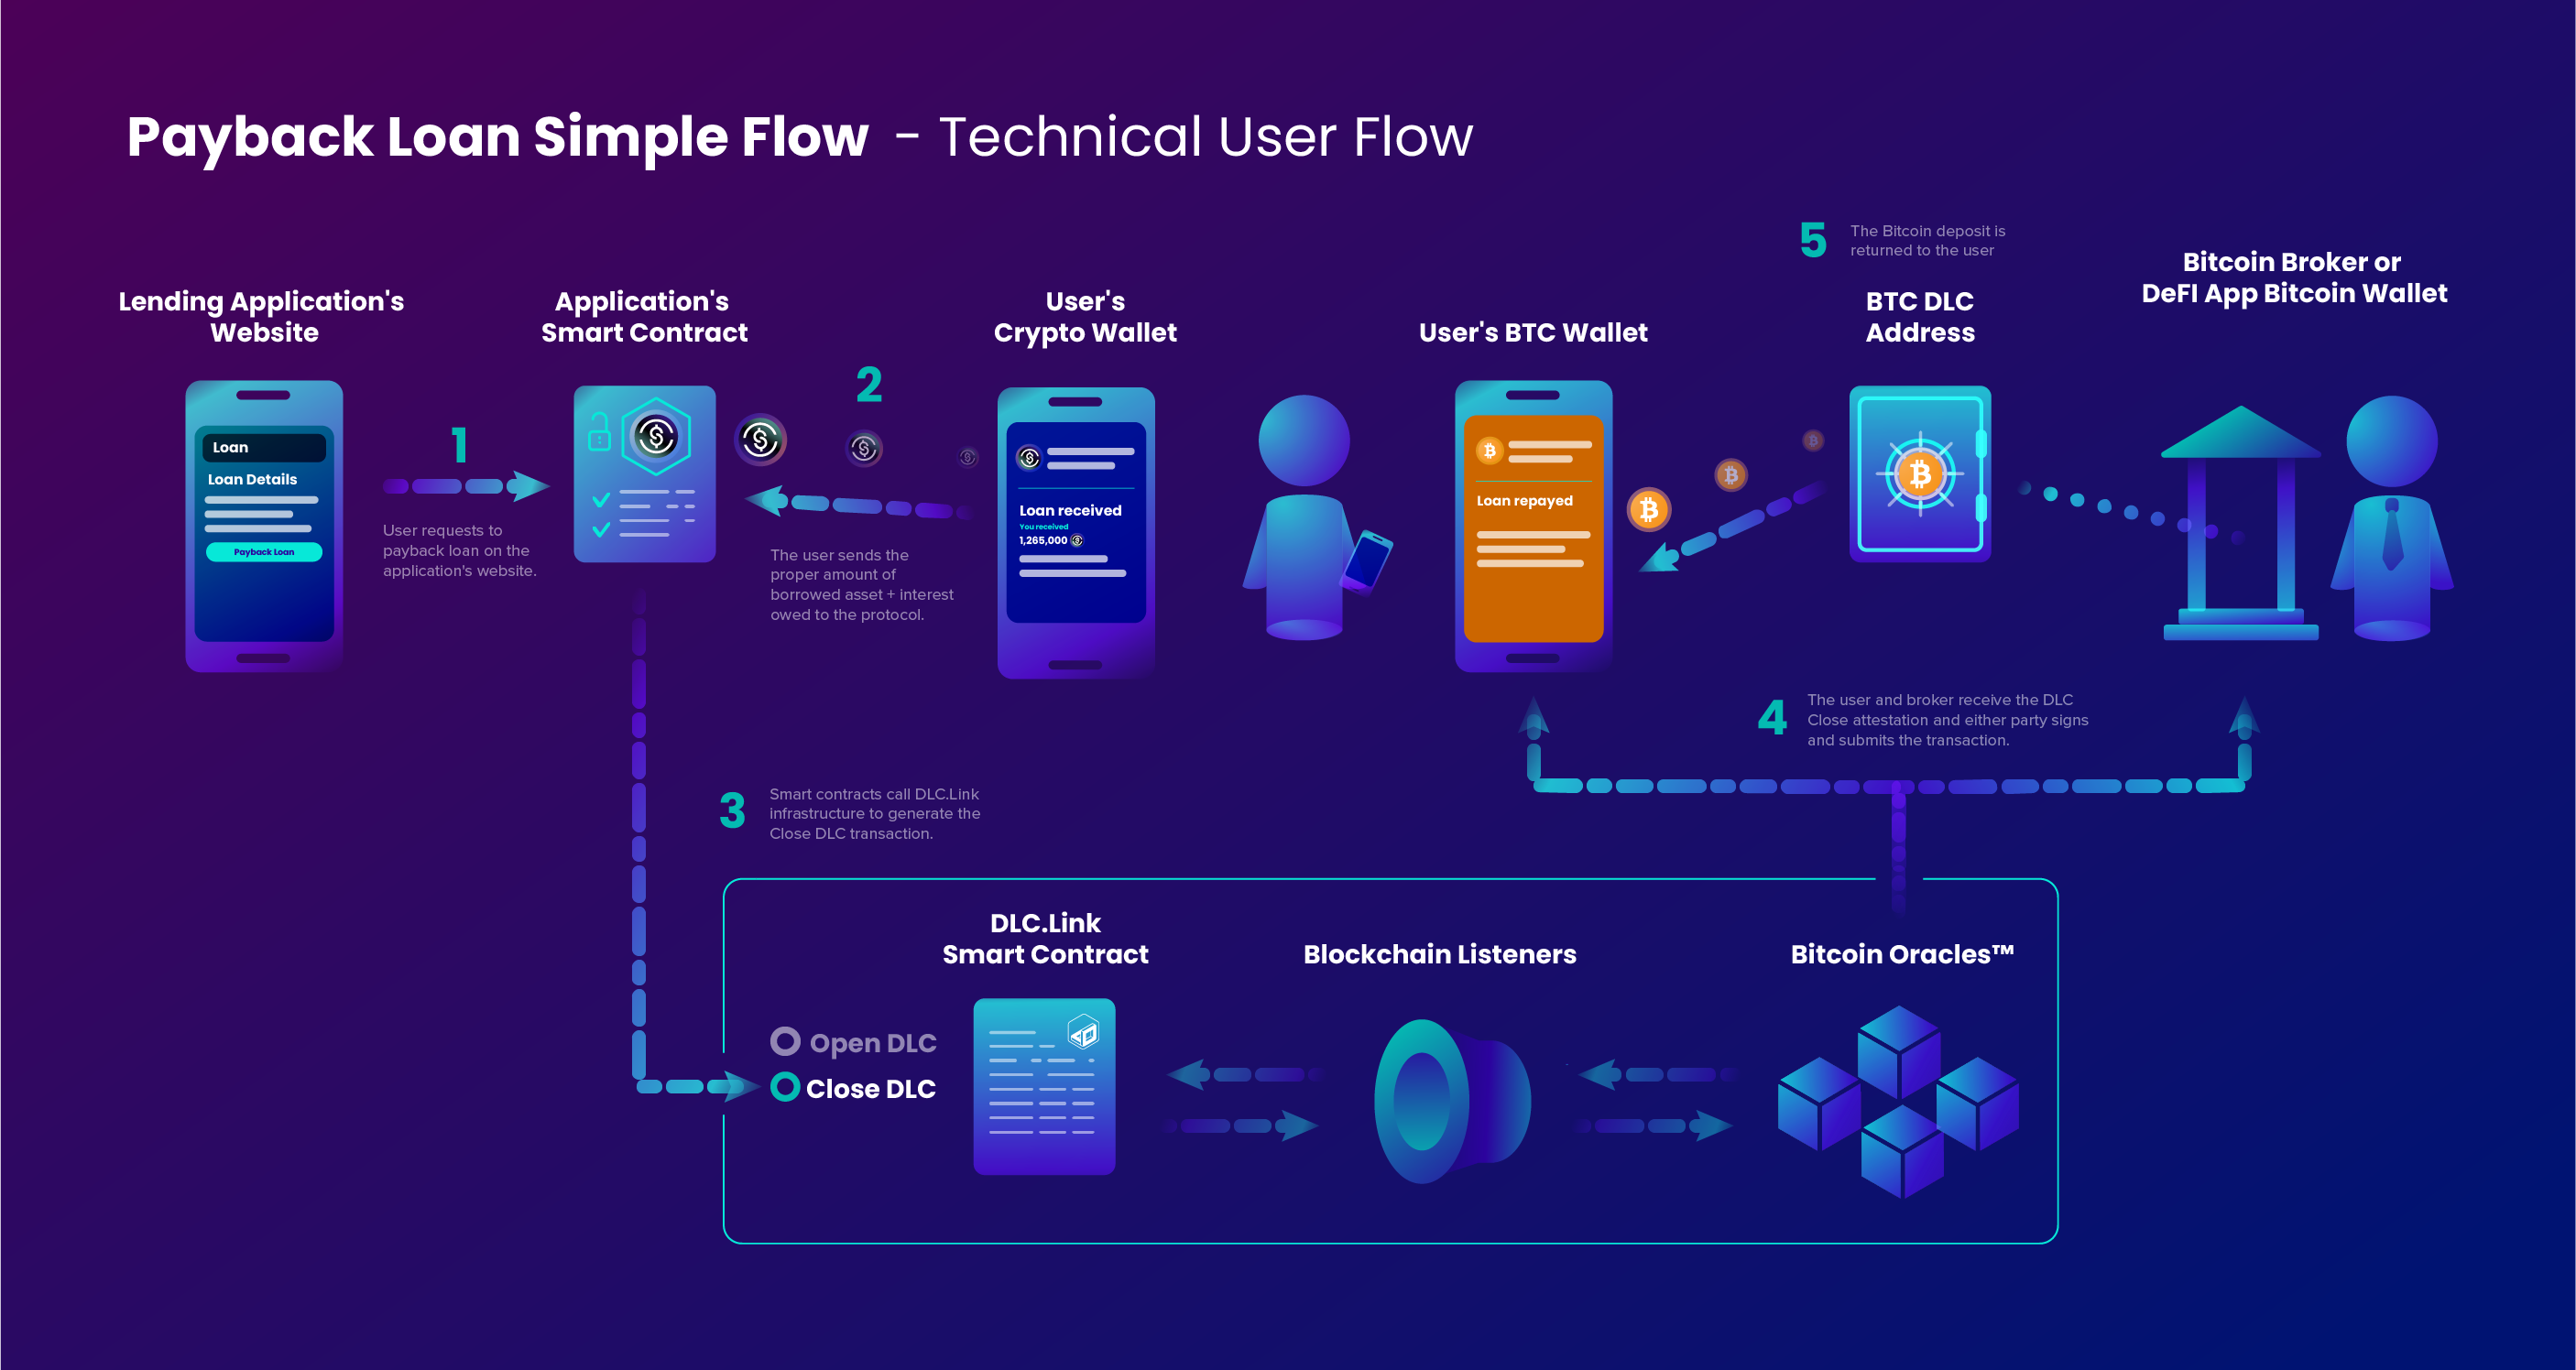 Payback Loan Simple Flow - Technical User Flow
5
The Bitcoin deposit is
returned to the user
Lending Application's
Website
Application's
Smart Contract
User's
Crypto Wallet
User's BTC Wallet
BTC DLC
Address
Bitcoin Broker or
DeFI App Bitcoin Wallet
Loan
Loan Details
Payback Loan
1
User requests to
payback loan on the
application's website.
2
The user sends the
proper amount of
borrowed asset + interest
owed to the protocol.
Loan received
You received
1,265,000
Loan repayed
4
The user and broker receive the DLC
Close attestation and either party signs
and submits the transaction.
3
Smart contracts call DLC.Link
infrastructure to generate the
Close DLC transaction.
DLC.Link
Smart Contract
Blockchain Listeners
Bitcoin Oracles™
Open DLC
Close DLC